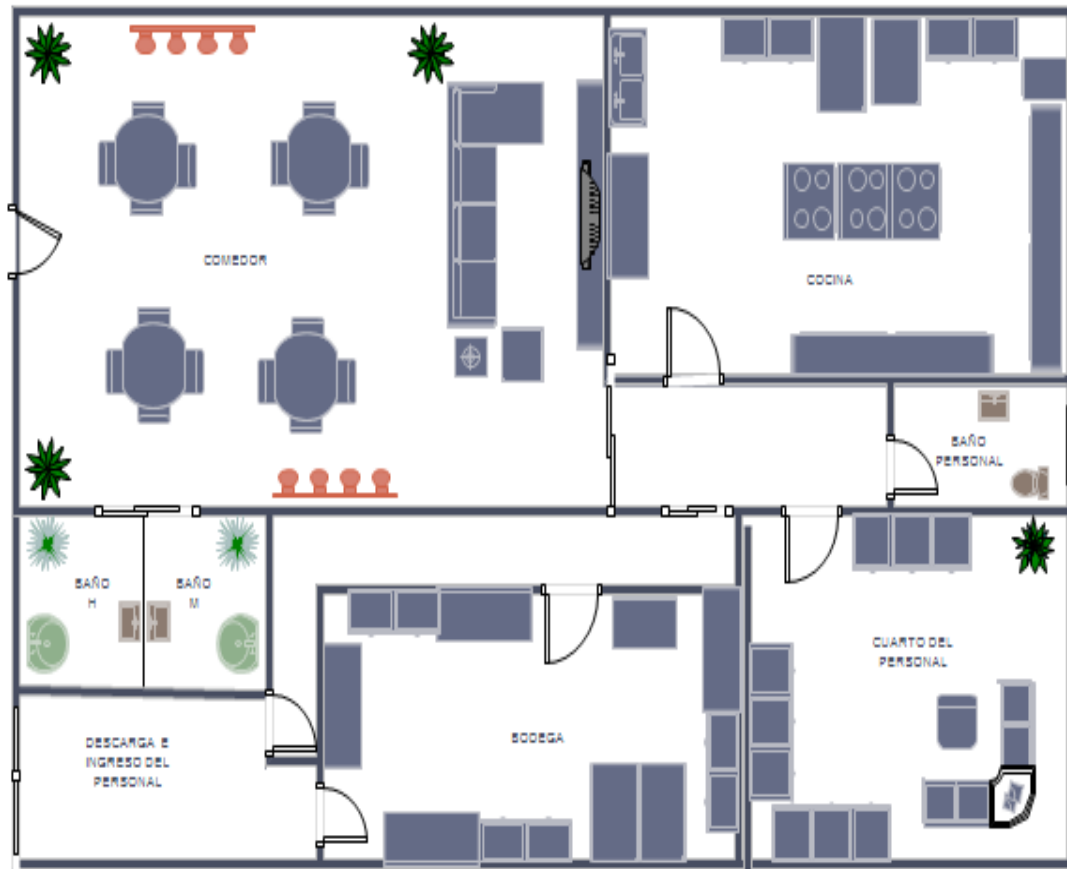 COMEDOR
COCINA
BAÑO
PERSONAL
BAÑO
H
BAÑO
M
CUARTO DEL
PERSONAL
DESCARGA E
INGRESO DEL
PERSONAL
BODEGA